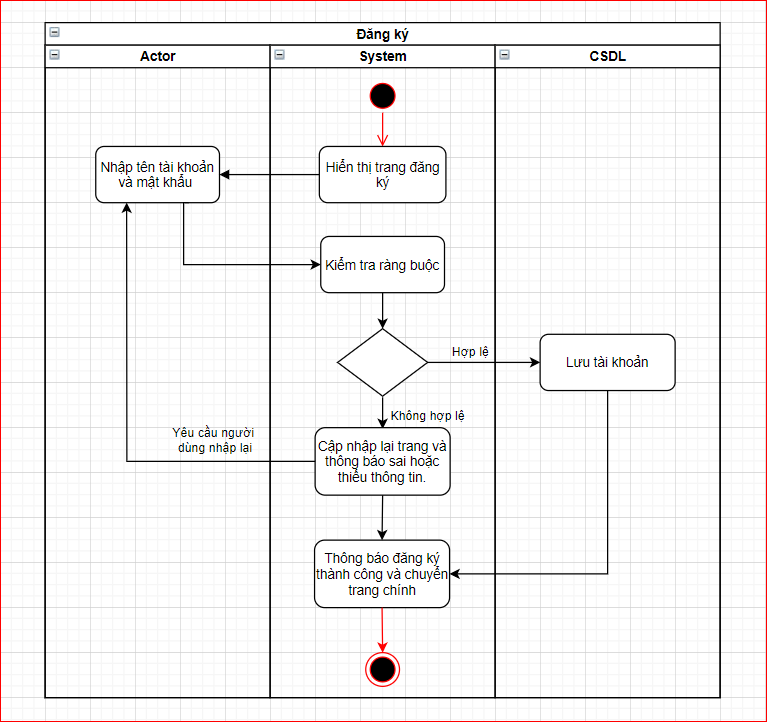 Đăng ký
Actor
System
CSDL
Hiển thị trang đăng
ký
Nhập tên tài khoản
và mật khẩu
Kiểm tra ràng buộc
Hợp lệ
Lưu tài khoản
Không hợp lệ
Yêu cầu người
dùng nhập lại
Cập nhập lại trang và
thông báo sai hoặc
thiếu thông tin.
Thông báo đăng ký
thành công và chuyển
trang chính